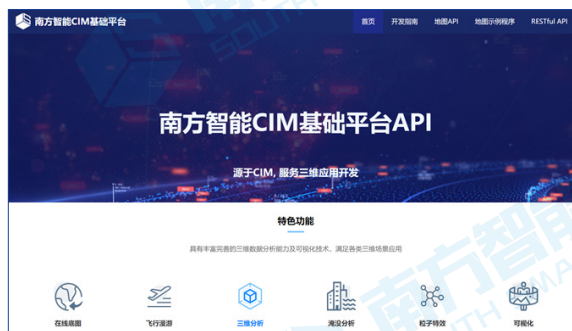 南方智能CIM基础平台
首页 开发指南 地图API 地图示例程序 RESTful API
南方智能CIM基础平台API
源于CIM, 服务三维应用开发
特色功能
具有丰富完善的三维数据分析能力及可视化技术、满足各类三维场景应用
在线底图 飞行漫游 三维分析 淹没分析 粒子特效 可视化
南方智能